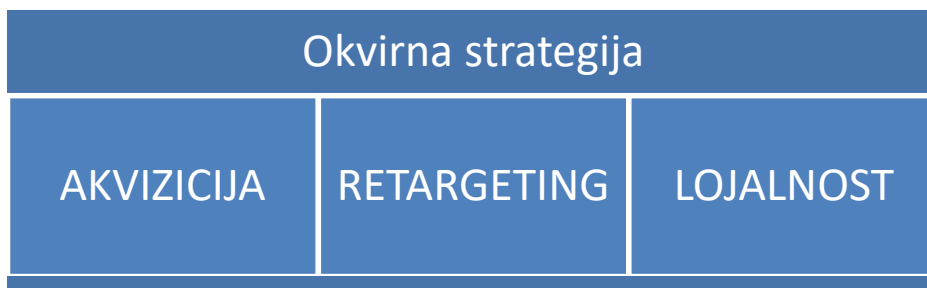 Okvirna strategija
AKVIZICIJA
RETARGETING
LOJALNOST